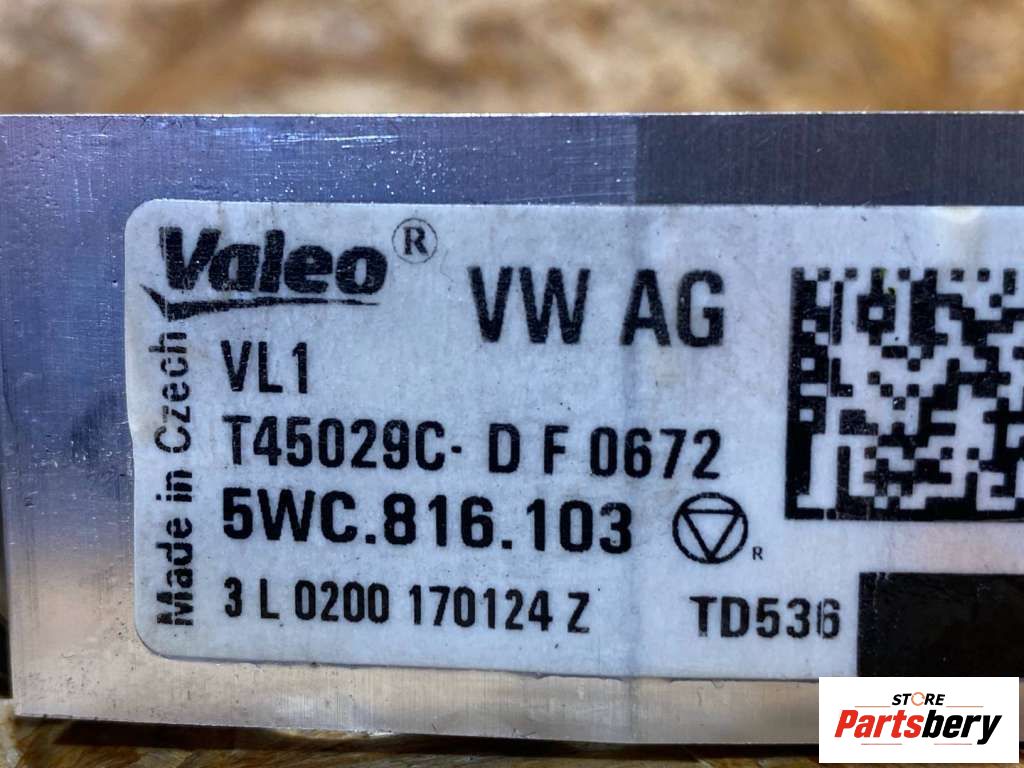 Valeo®
VW AG
Made in Czech
VL1
T45029C- D F 0672
5WC.816.103
R
3 L 0200 170124 Z
TD536
STORE
Partsbery